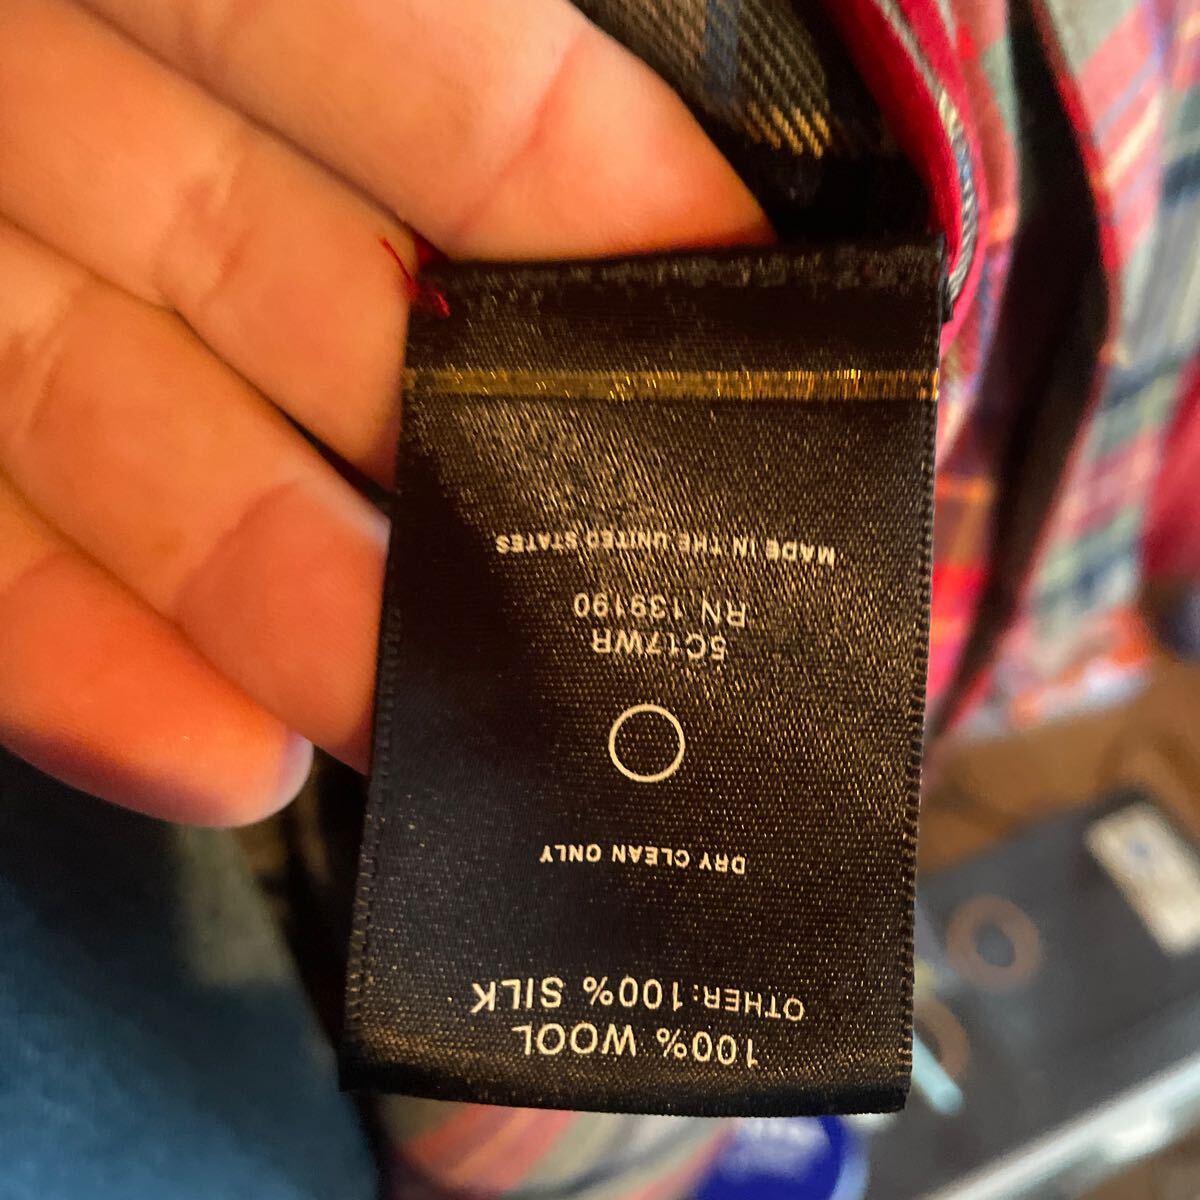 100% WOOL
OTHER: 100% SILK
DRY CLEAN ONLY
5C17WR
RN 139190
MADE IN THE UNITED STATES